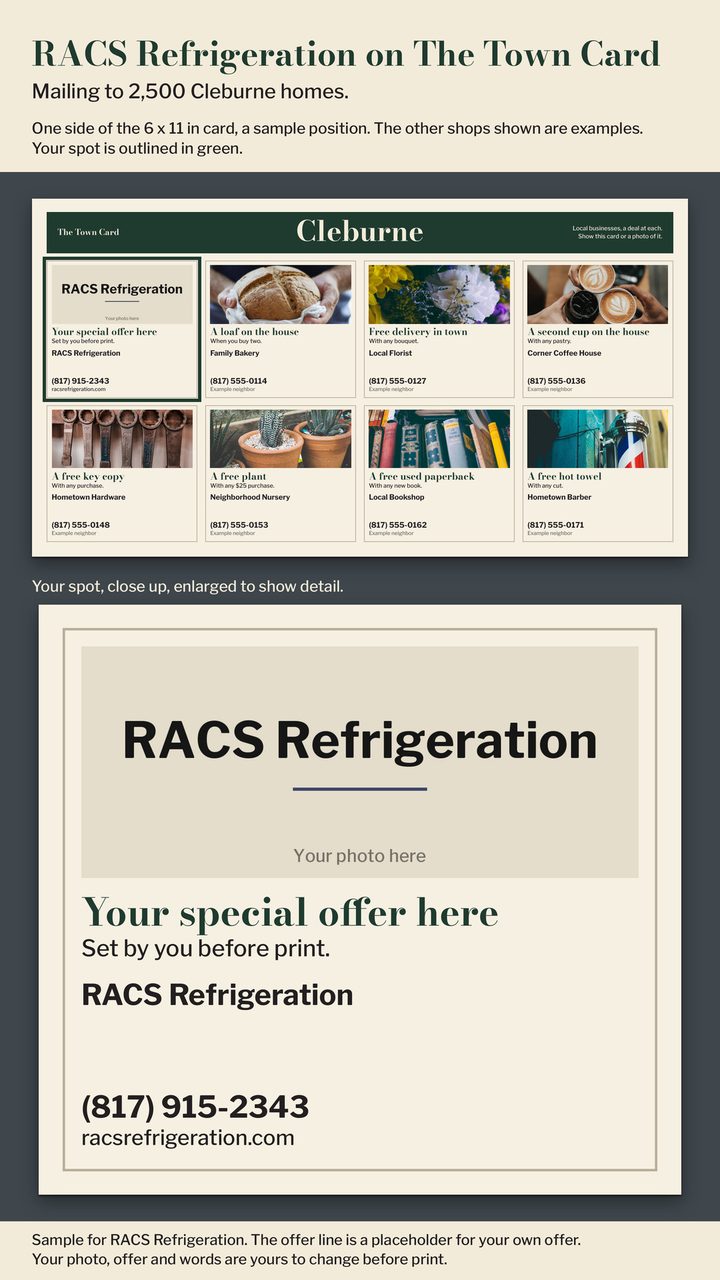 RACS Refrigeration on The Town Card
Mailing to 2,500 Cleburne homes.
One side of the 6 x 11 in card, a sample position. The other shops shown are examples.
Your spot is outlined in green.
The Town Card
Cleburne
Local businesses, a deal at each.
Show this card or a photo of it.
RACS Refrigeration
Your photo here
Your special offer here
Set by you before print.
RACS Refrigeration
(817) 915-2343
racsrefrigeration.com
A loaf on the house
When you buy two.
Family Bakery
(817) 555-0114
Example neighbor
Free delivery in town
With any bouquet.
Local Florist
(817) 555-0127
Example neighbor
A second cup on the house
With any pastry.
Corner Coffee House
(817) 555-0136
Example neighbor
A free key copy
With any purchase.
Hometown Hardware
(817) 555-0148
Example neighbor
A free plant
With any $25 purchase.
Neighborhood Nursery
(817) 555-0153
Example neighbor
A free used paperback
With any new book.
Local Bookshop
(817) 555-0162
Example neighbor
A free hot towel
With any cut.
Hometown Barber
(817) 555-0171
Example neighbor
Your spot, close up, enlarged to show detail.
RACS Refrigeration
Your photo here
Your special offer here
Set by you before print.
RACS Refrigeration
(817) 915-2343
racsrefrigeration.com
Sample for RACS Refrigeration. The offer line is a placeholder for your own offer.
Your photo, offer and words are yours to change before print.